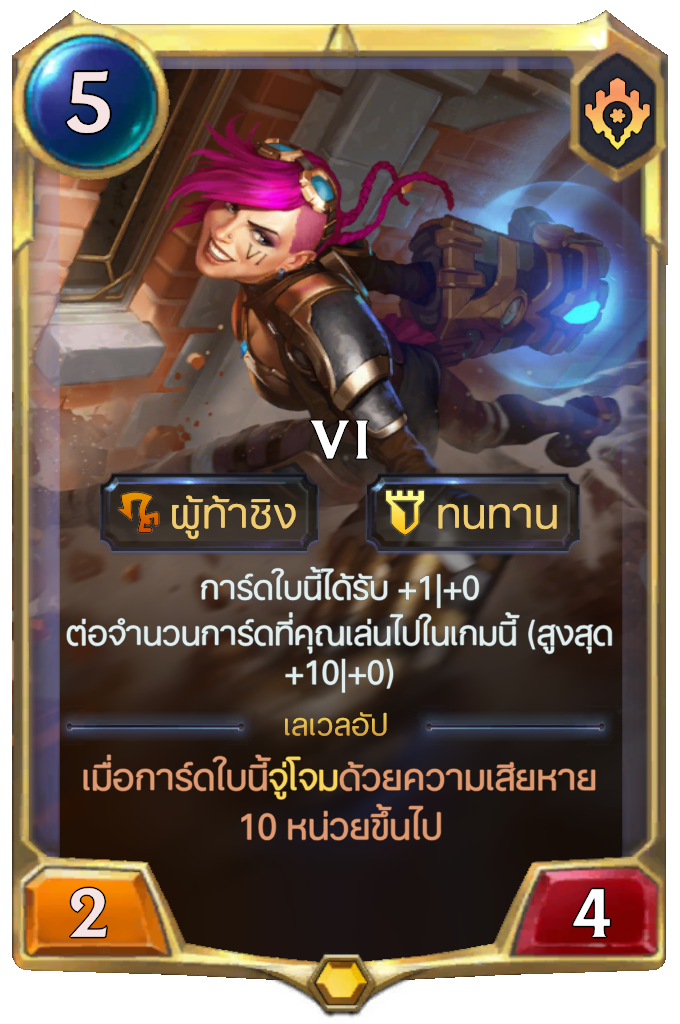 5
VI
VI
ผู้ท้าชิง
ทนทาน
การ์ดใบนี้ได้รับ +1|+0
ต่อจำนวนการ์ดที่คุณเล่นไปในเกมนี้ (สูงสุด
+10|+0)
เลเวลอัป
เมื่อการ์ดใบนี้จู่โจมด้วยความเสียหาย
10 หน่วยขึ้นไป
2
4